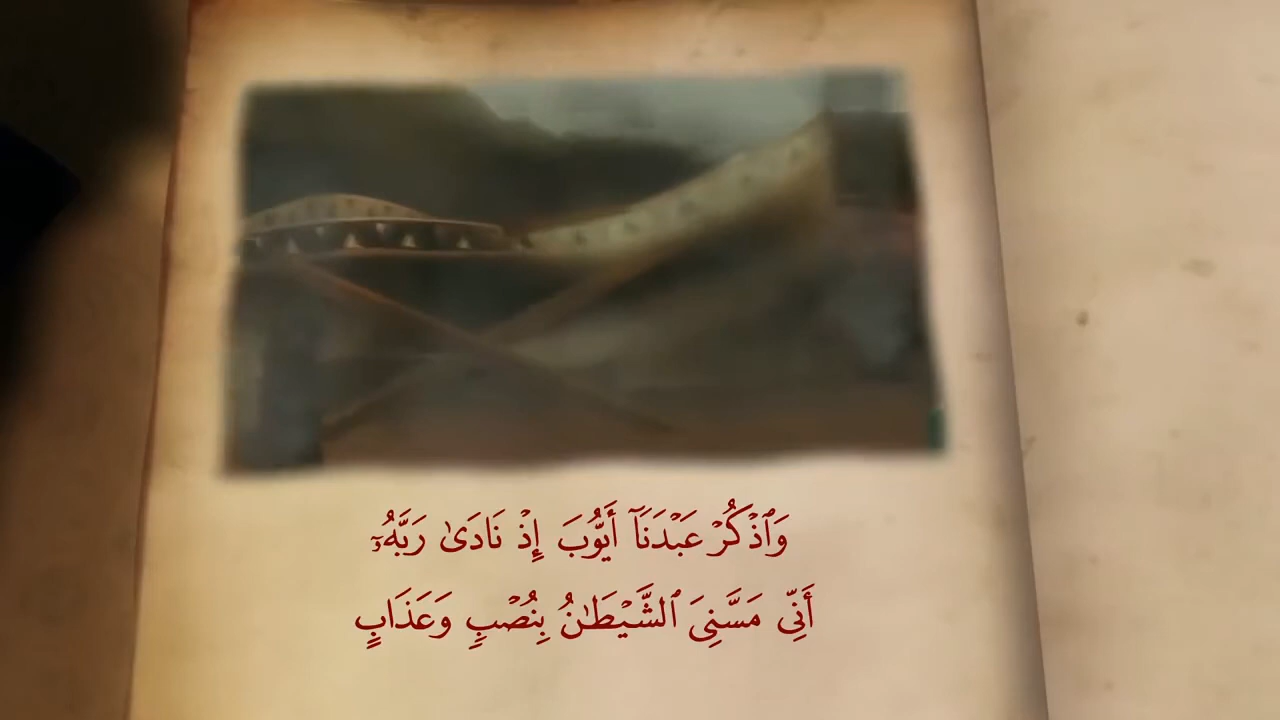 وَٱذْكُرْ عَبْدَنَآ أَيُّوبَ إِذْ نَادَىٰ رَبَّهُۥٓ
أَنِّى مَسَّنِىَ ٱلشَّيْطَـٰنُ بِنُصْبٍ وَعَذَابٍ